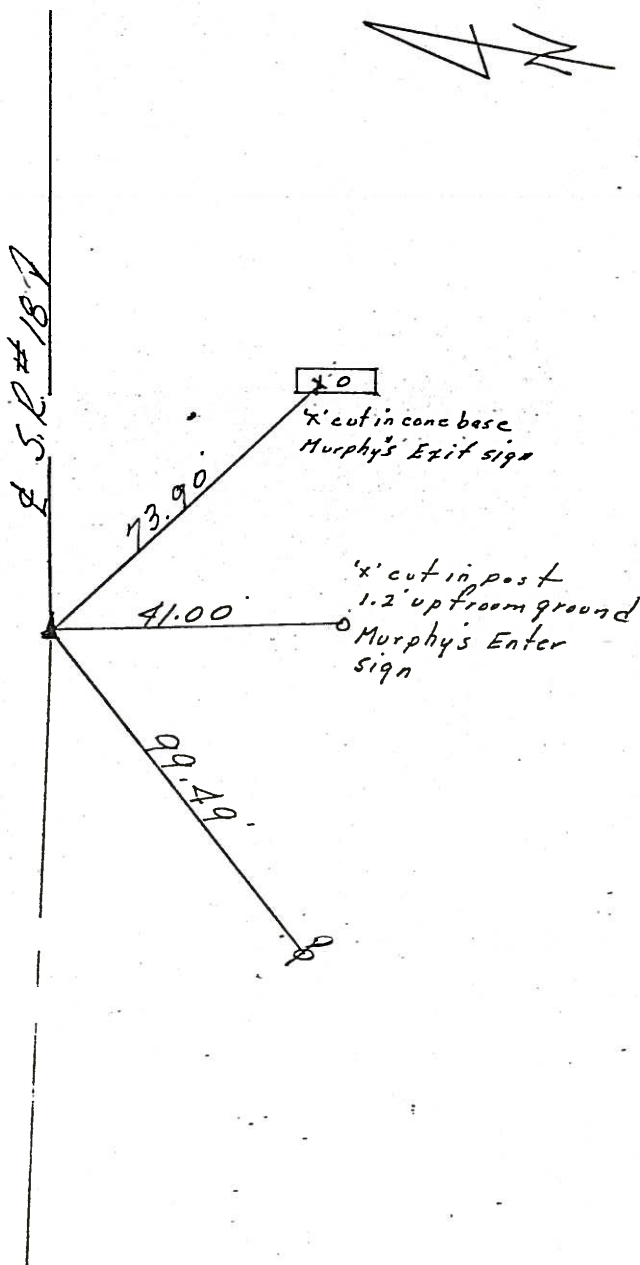 N
℄ S.R. # 187
x o
'x' cut in conc base
Murphy's Exit sign
73.90'
'x' cut in post
1.2' up froom ground
Murphy's Enter
sign
41.00
99.49'